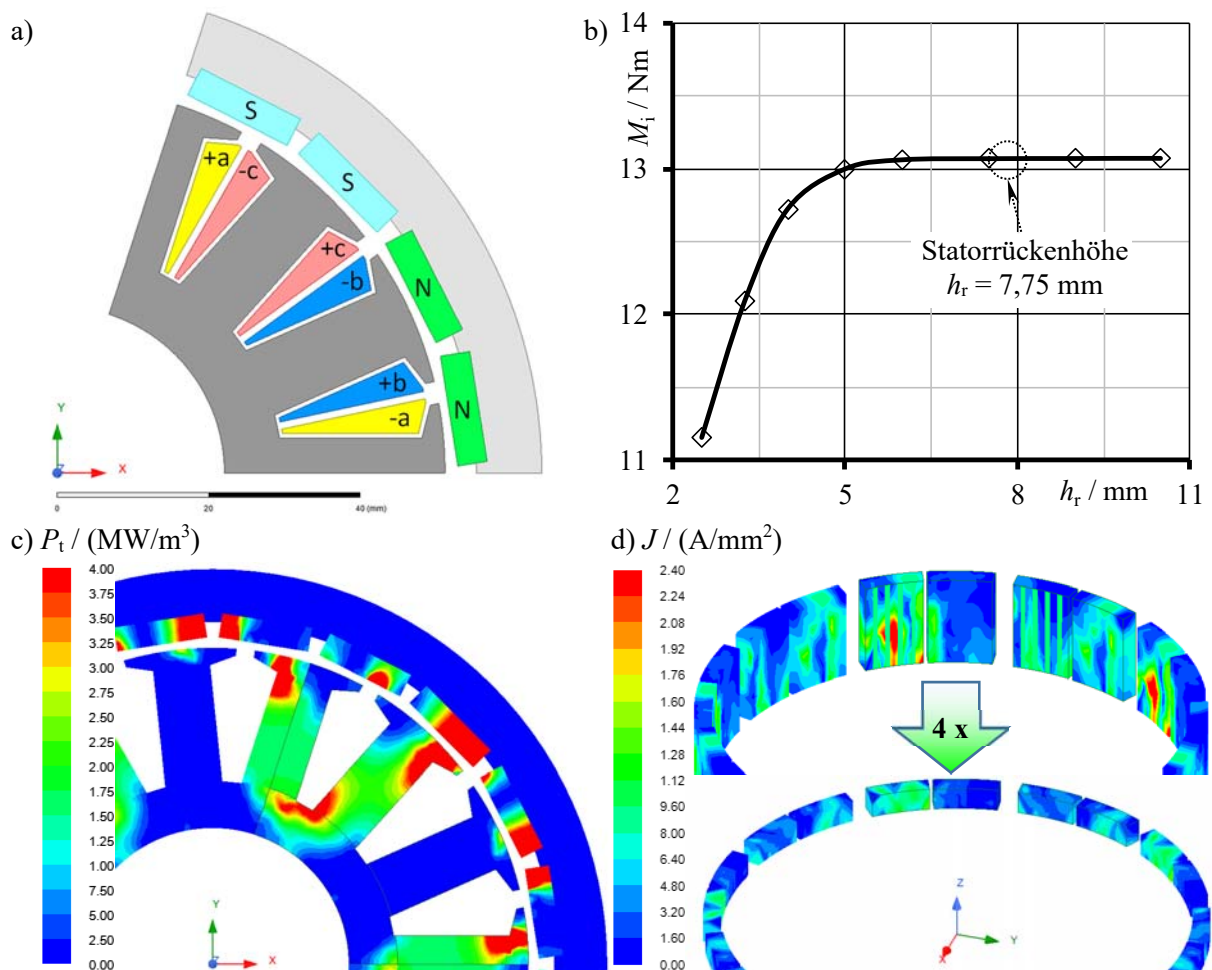 a)
S
S
N
N
+a
-c
+c
-b
+b
-a
Y
Z
X
0
20
40 (mm)
b)
14
13
12
11
M_i / Nm
2
5
8
11
h_r / mm
Statorrückenhöhe
h_r = 7,75 mm
c) P_t / (MW/m³)
4.00
3.75
3.50
3.25
3.00
2.75
2.50
2.25
2.00
1.75
1.50
1.25
1.00
7.50
5.00
2.50
0.00
Y
Z
X
d) J / (A/mm²)
2.40
2.24
2.08
1.92
1.76
1.60
1.44
1.28
1.12
9.60
8.00
6.40
4.80
3.20
1.60
0.00
4 x
Z
Y
X